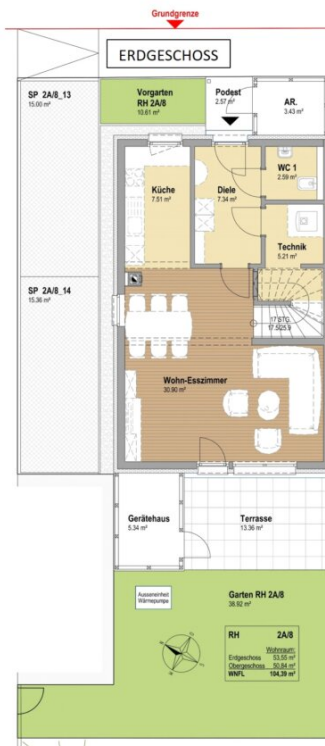 Grundgrenze
ERDGESCHOSS
SP 2A/8_13
15.00 m²
Vorgarten
RH 2A/8
10.61 m²
Podest
2.57 m²
AR.
3.43 m²
Küche
7.51 m²
Diele
7.34 m²
WC 1
2.59 m²
Technik
5.21 m²
SP 2A/8_14
15.36 m²
17 STG
17.5/25.9
Wohn-Esszimmer
30.90 m²
Gerätehaus
5.34 m²
Terrasse
13.36 m²
Ausseneinheit
Wärmepumpe
Garten RH 2A/8
38.92 m²
RH 2A/8
Wohnraum:
Erdgeschoss 53,55 m²
Obergeschoss 50,84 m²
WNFL 104,39 m²